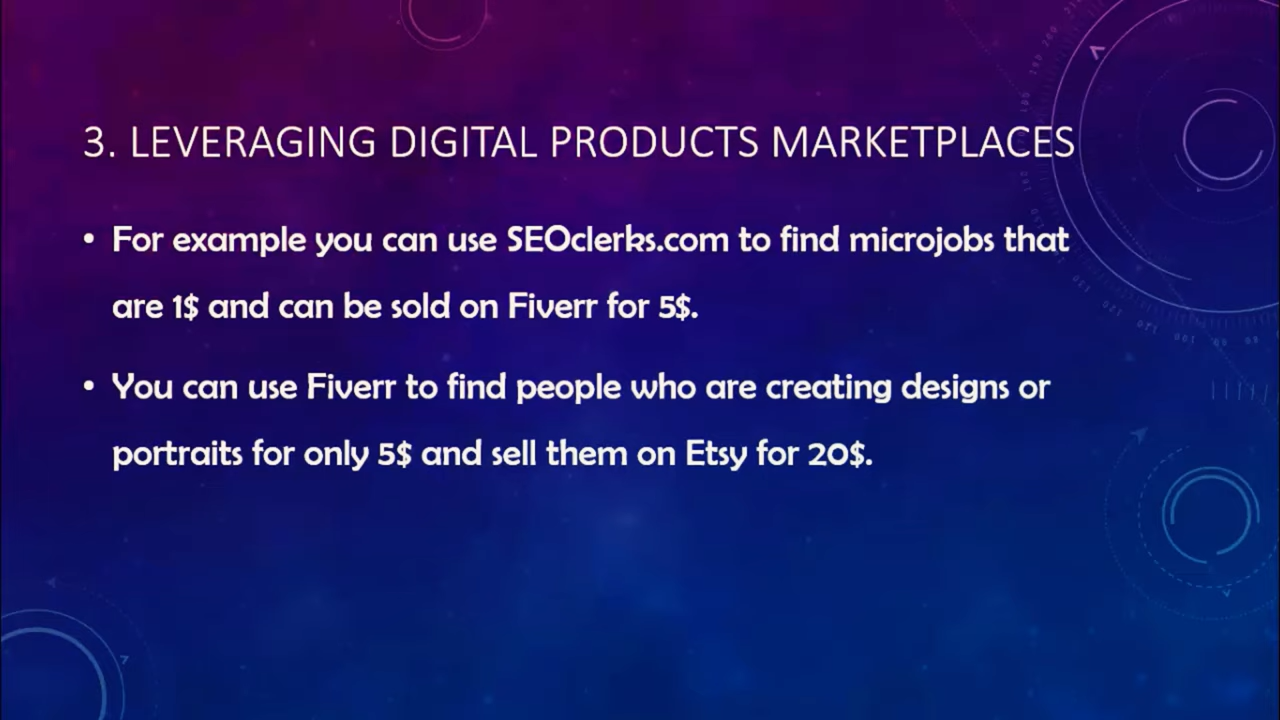 3. LEVERAGING DIGITAL PRODUCTS MARKETPLACES
• For example you can use SEOclerks.com to find microjobs that
are 1$ and can be sold on Fiverr for 5$.
• You can use Fiverr to find people who are creating designs or
portraits for only 5$ and sell them on Etsy for 20$.